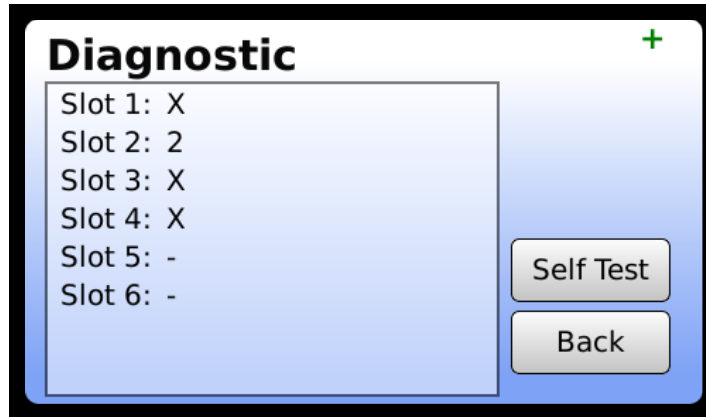 Diagnostic
+
Slot 1: X
Slot 2: 2
Slot 3: X
Slot 4: X
Slot 5: -
Slot 6: -
Self Test
Back